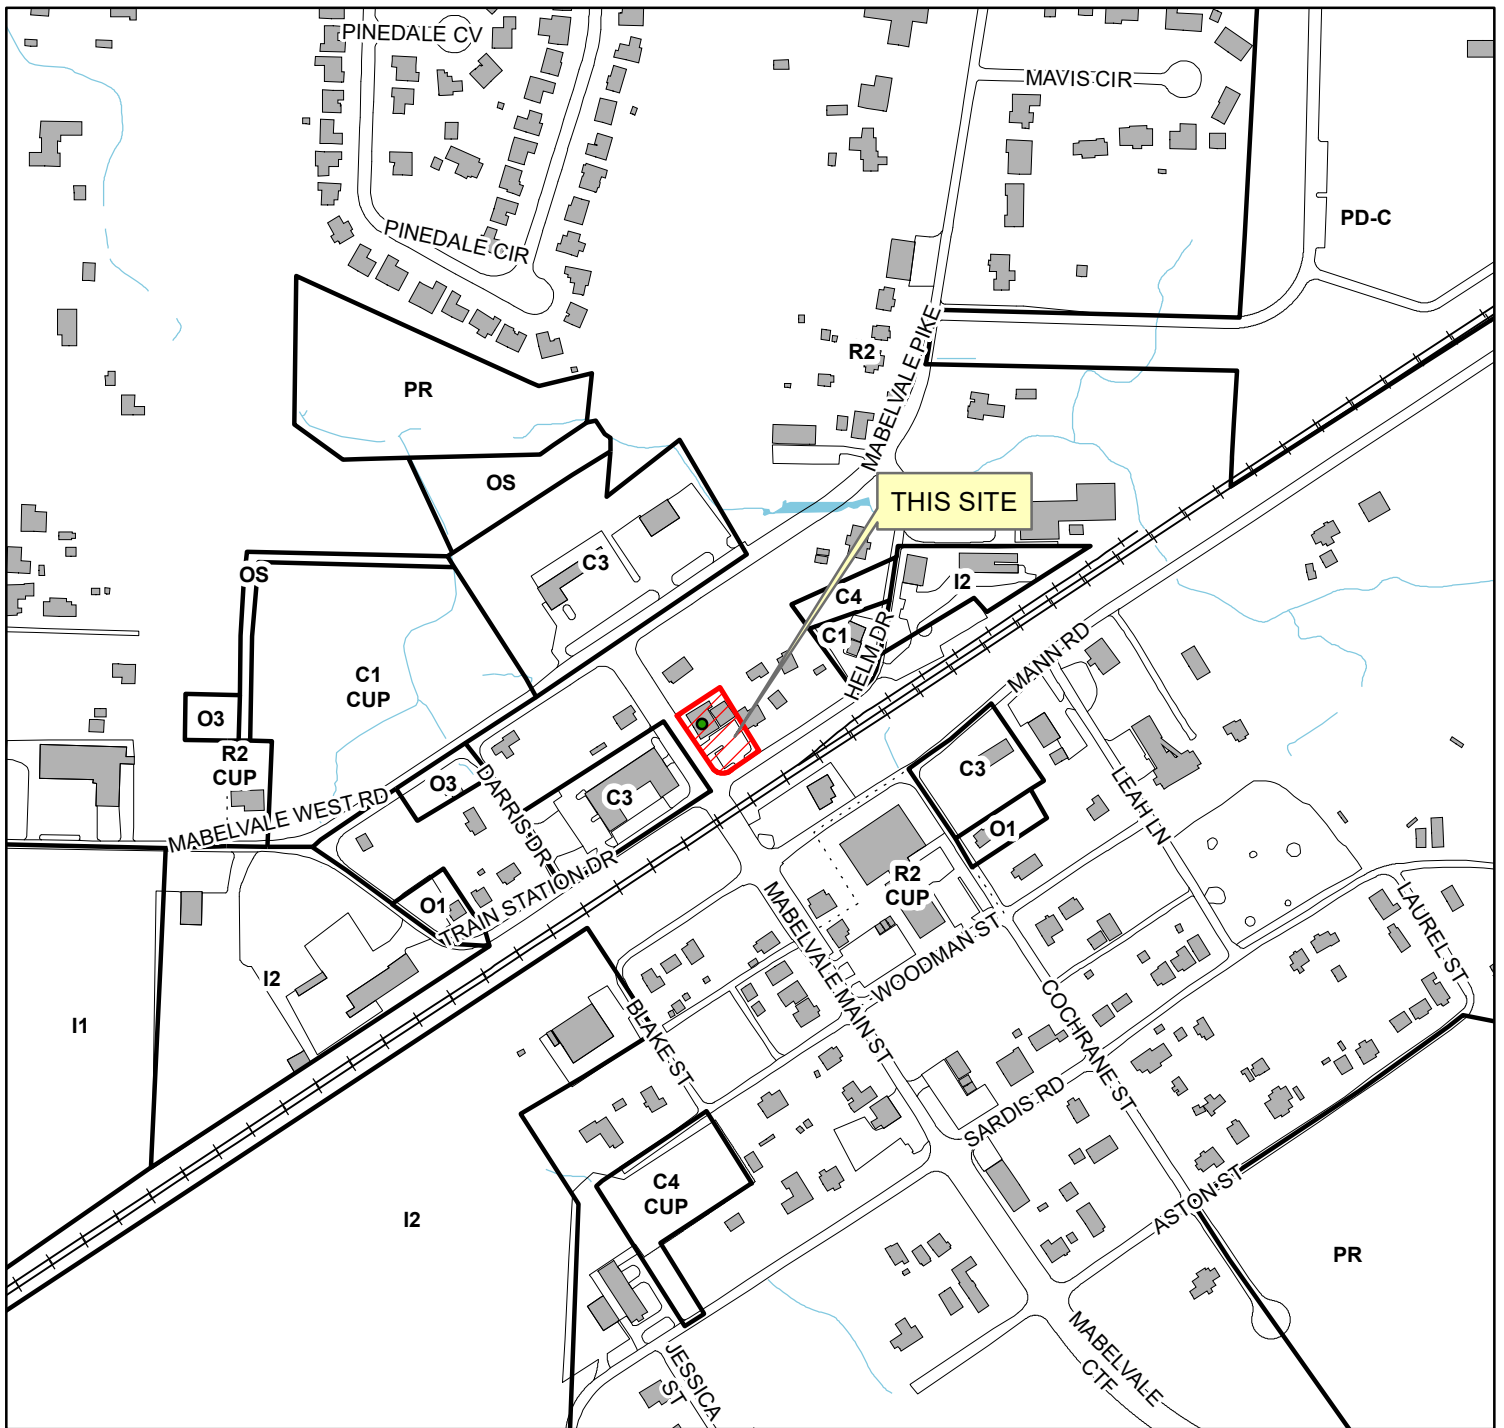 PINEDALE CV
MAVIS CIR
PD-C
PINEDALE CIR
MABELVALE PIKE
R2
PR
OS
THIS SITE
C3
OS
C4
I2
C1
HELM DR
MANN RD
C1
CUP
O3
R2
CUP
O3
DARRIS DR
C3
C3
O1
LEAH LN
MABELVALE WEST RD
TRAIN STATION DR
O1
R2
CUP
MABELVALE MAIN ST
WOODMAN ST
LAUREL ST
I2
I1
BLAKE ST
COCHRANE ST
SARDIS RD
C4
CUP
I2
ASTON ST
PR
JESSICA
ST
MABELVALE
CTF